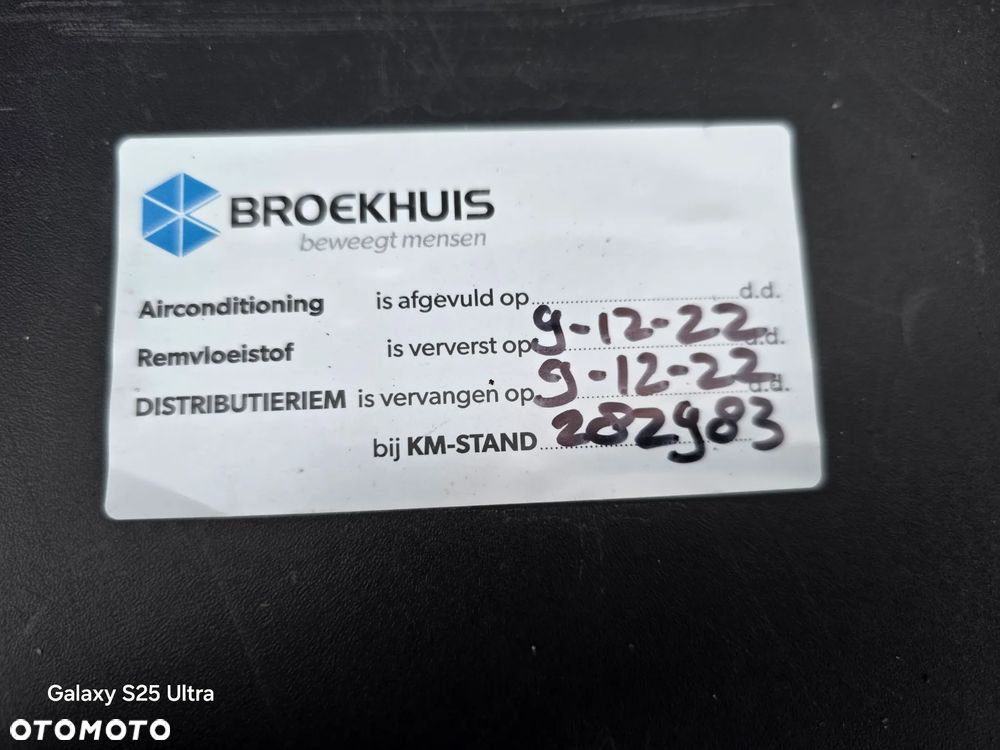 BROEKHUIS
beweegt mensen
Airconditioning is afgevuld op.......................d.d.
Remvloeistof is ververst op 9-12-22 d.d.
DISTRIBUTIERIEM is vervangen op 9-12-22 d.d.
bij KM-STAND 282983
Galaxy S25 Ultra
OTOMOTO